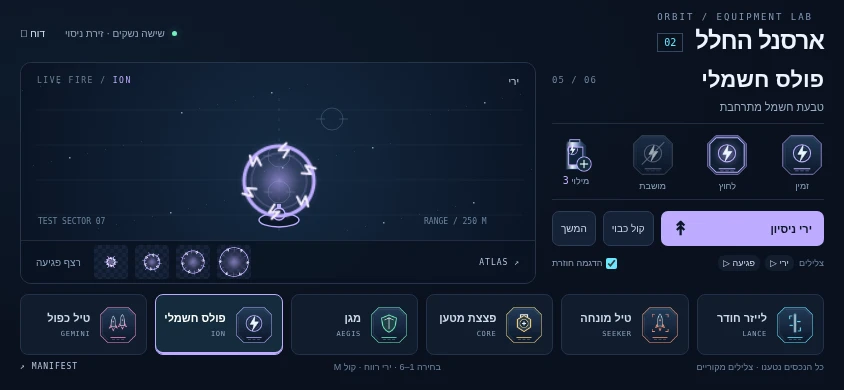 ORBIT / EQUIPMENT LAB
ארסנל החלל 02
שישה נשקים · זירת ניסוי
דוח
פולס חשמלי
05 / 06
טבעת חשמל מתרחבת
זמין
לחוץ
מושבת
מילוי 3
ירי ניסיון
קול כבוי
המשך
צלילים
ירי ▷
פגיעה ▷
הדגמה חוזרת
LIVE FIRE / ION
ירי
TEST SECTOR 07
RANGE / 250 M
רצף פגיעה
ATLAS ↗
לייזר חודר
LANCE
טיל מונחה
SEEKER
פצצת מטען
CORE
מגן
AEGIS
פולס חשמלי
ION
טיל כפול
GEMINI
כל הנכסים נטענו · צלילים מקוריים
בחירה 1–6 · ירי רווח · קול M
↗ MANIFEST